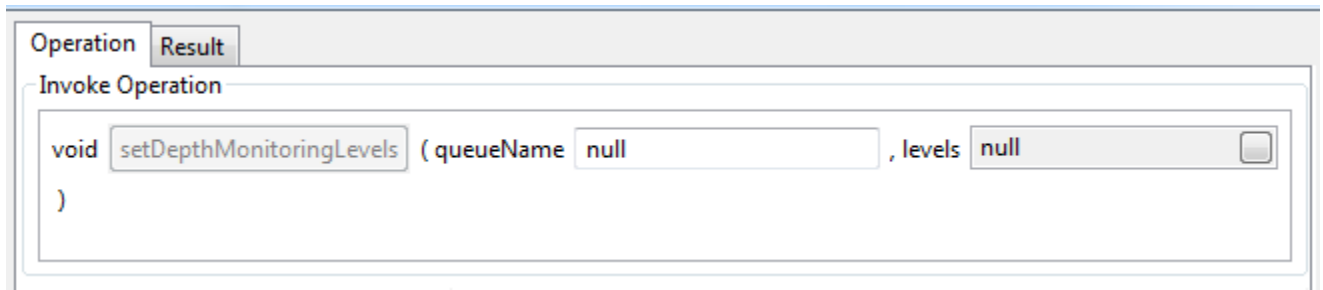 Operation Result
Invoke Operation
void setDepthMonitoringLevels ( queueName null , levels null
)